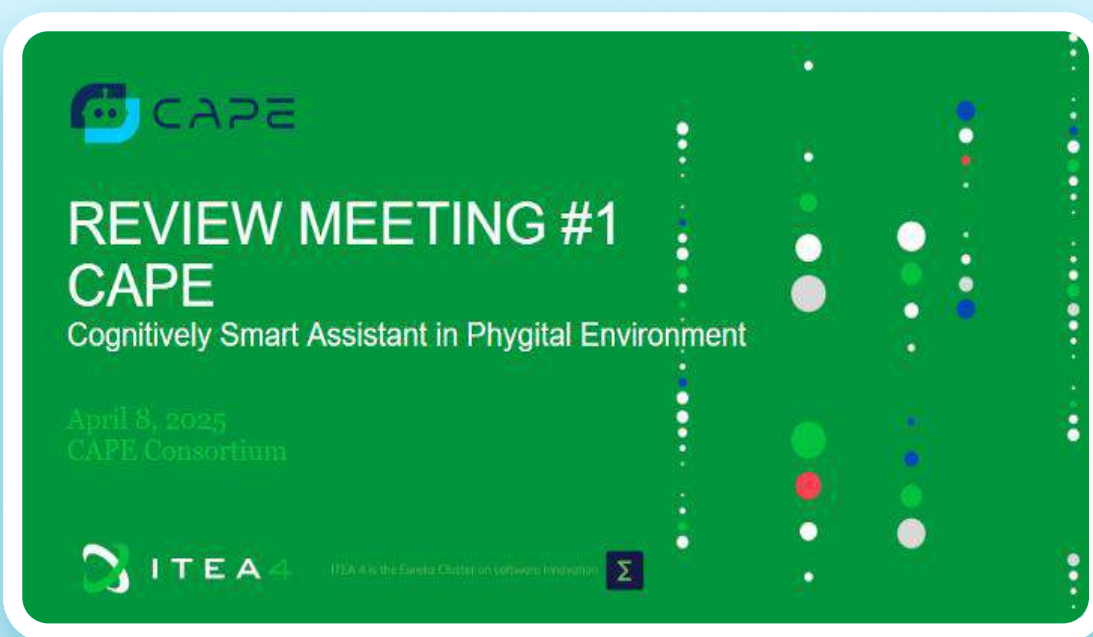 CAPE
REVIEW MEETING #1
CAPE
Cognitively Smart Assistant in Phygital Environment
April 8, 2025
CAPE Consortium
ITEA4
ITEA 4 is the Eureka Cluster on software innovation
Σ